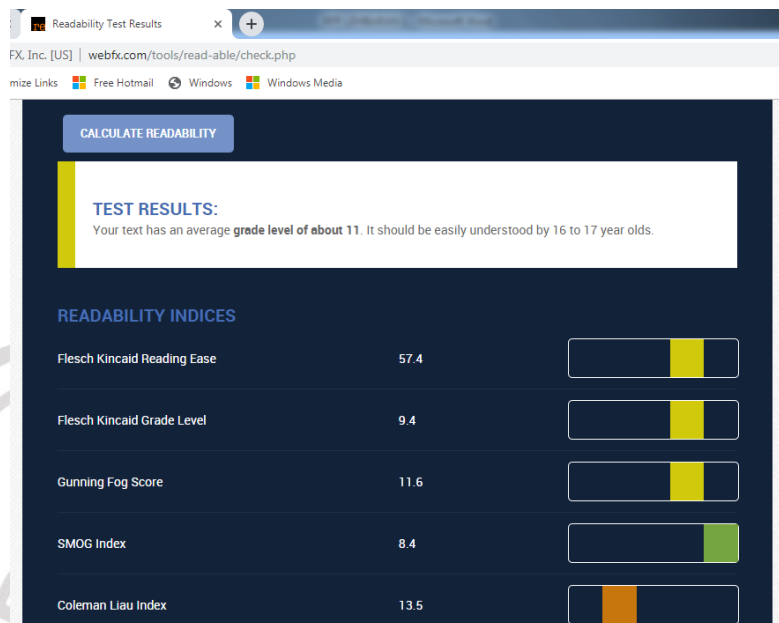 re Readability Test Results × +
FX, Inc. [US] | webfx.com/tools/read-able/check.php
mize Links Free Hotmail Windows Windows Media
CALCULATE READABILITY
TEST RESULTS:
Your text has an average grade level of about 11. It should be easily understood by 16 to 17 year olds.
READABILITY INDICES
Flesch Kincaid Reading Ease 57.4
Flesch Kincaid Grade Level 9.4
Gunning Fog Score 11.6
SMOG Index 8.4
Coleman Liau Index 13.5